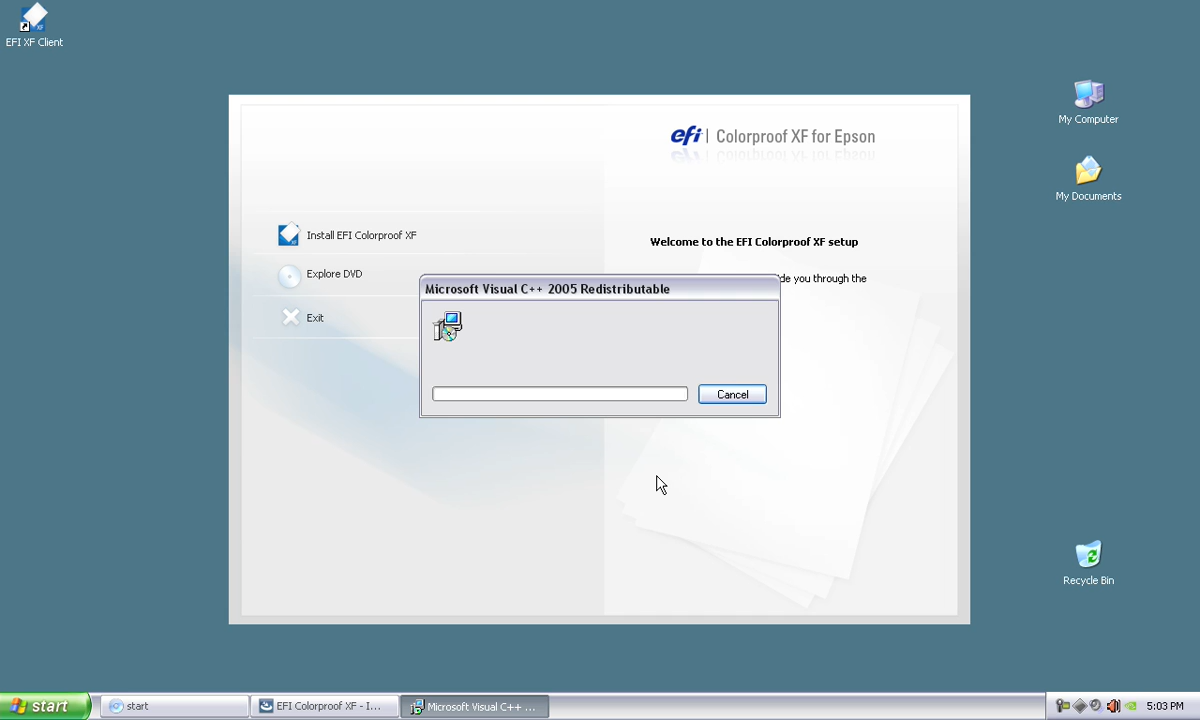 EFI XF Client
My Computer
My Documents
efi | Colorproof XF for Epson
Install EFI Colorproof XF
Explore DVD
Exit
Welcome to the EFI Colorproof XF setup
you through the
Microsoft Visual C++ 2005 Redistributable
Cancel
Recycle Bin
start
start
EFI Colorproof XF - I...
Microsoft Visual C++ ...
5:03 PM